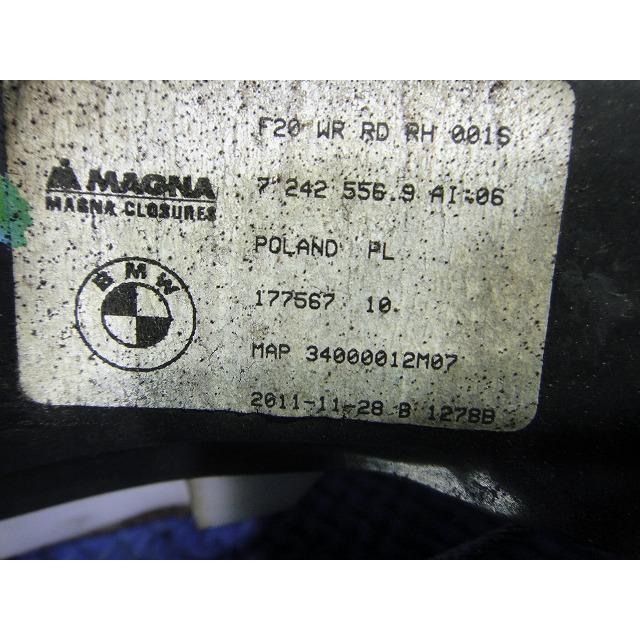 F20 WR RD RH 001S
MAGNA
MAGNA CLOSURES
7 242 556.9 AI:06
POLAND PL
BMW
177567 10
MAP 34000012M07
2011-11-28 B 1278B